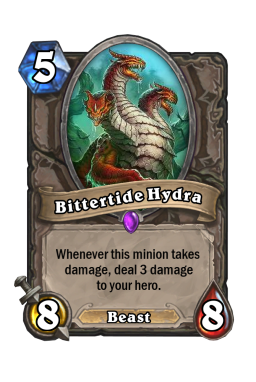 5
Bittertide Hydra
Whenever this minion takes
damage, deal 3 damage
to your hero.
8
Beast
8